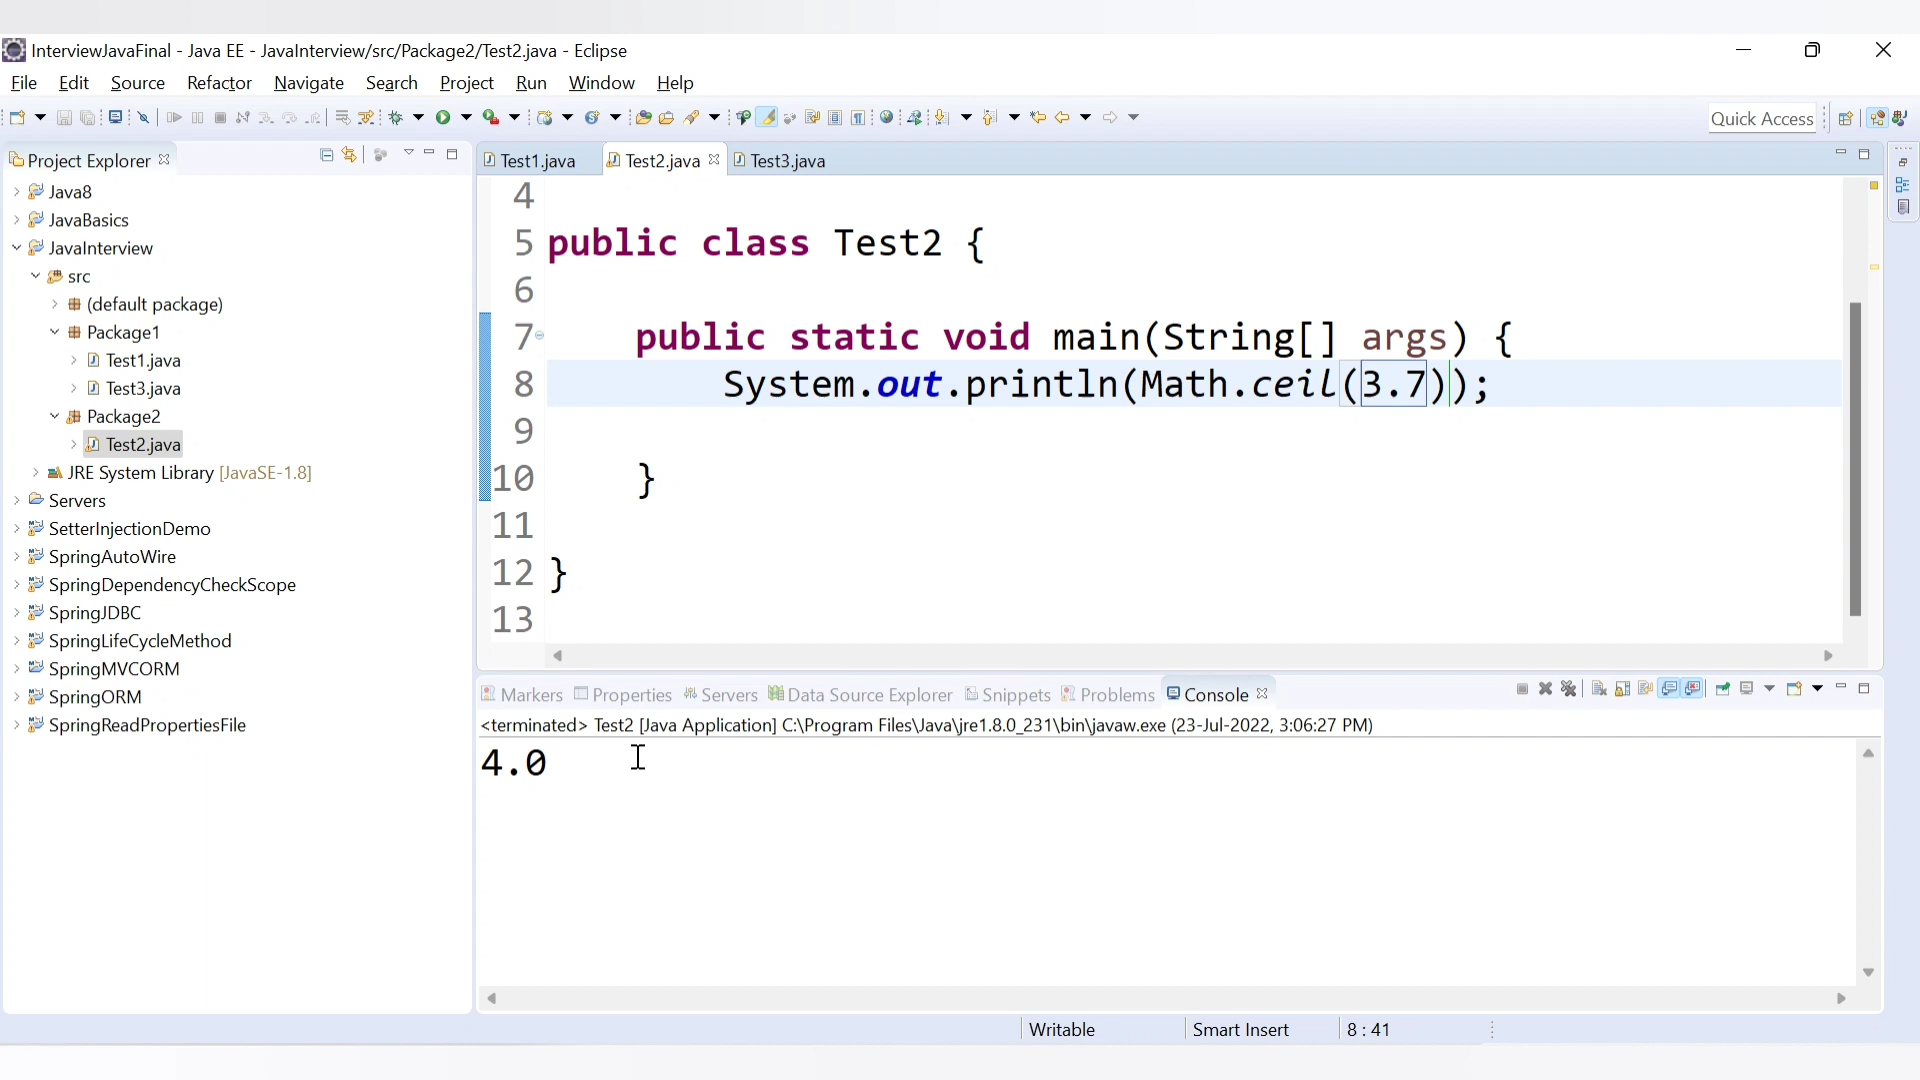 InterviewJavaFinal - Java EE - JavaInterview/src/Package2/Test2.java - Eclipse
File Edit Source Refactor Navigate Search Project Run Window Help
Quick Access
Project Explorer
Java8
JavaBasics
JavaInterview
src
(default package)
Package1
Test1.java
Test3.java
Package2
Test2.java
JRE System Library [JavaSE-1.8]
Servers
SetterInjectionDemo
SpringAutoWire
SpringDependencyCheckScope
SpringJDBC
SpringLifeCycleMethod
SpringMVCORM
SpringORM
SpringReadPropertiesFile
Test1.java Test2.java Test3.java
4
5 public class Test2 {
6
7 public static void main(String[] args) {
8 System.out.println(Math.ceil(3.7));
9
10 }
11
12 }
13
Markers Properties Servers Data Source Explorer Snippets Problems Console
<terminated> Test2 [Java Application] C:\Program Files\Java\jre1.8.0_231\bin\javaw.exe (23-Jul-2022, 3:06:27 PM)
4.0
Writable Smart Insert 8 : 41